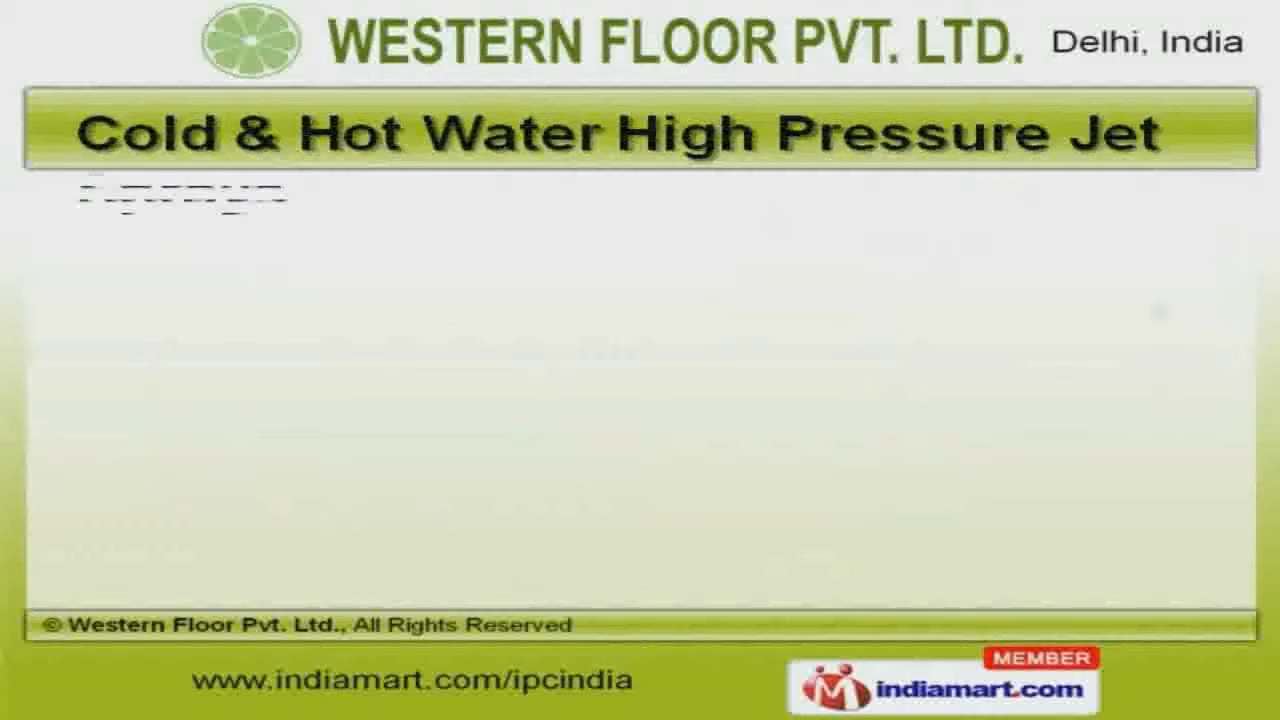 WESTERN FLOOR PVT. LTD.
Delhi, India
Cold & Hot Water High Pressure Jet
© Western Floor Pvt. Ltd., All Rights Reserved
www.indiamart.com/ipcindia
MEMBER
indiamart.com